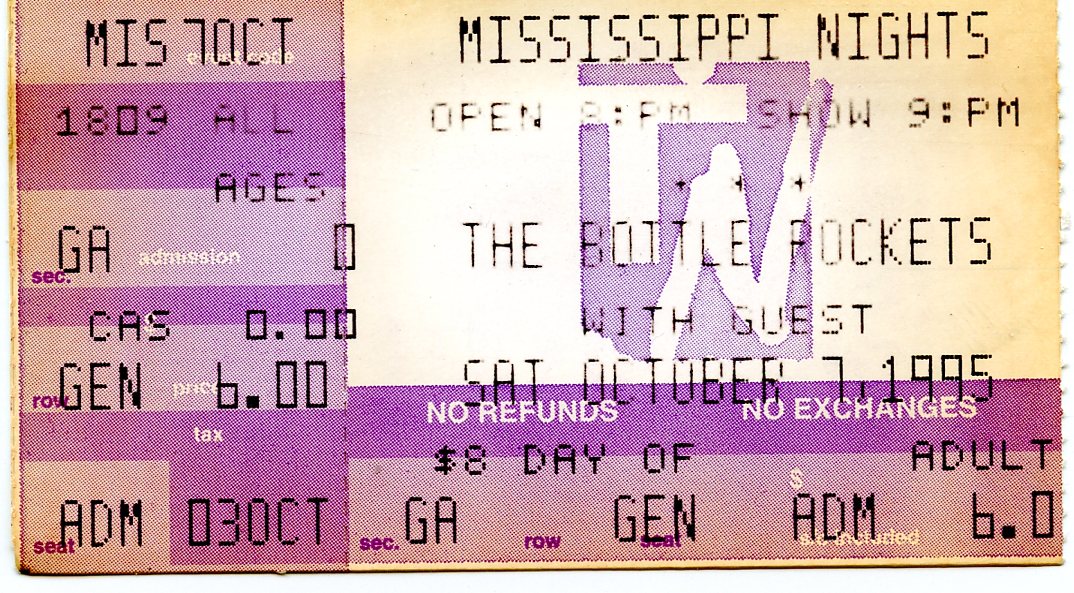 MIS 7OCT
event code
1809 ALL
AGES
GA 0
sec. admission
CAS 0.00
GEN 6.00
row price
tax
ADM 03OCT
seat
MISSISSIPPI NIGHTS
OPEN 8:PM SHOW 9:PM
* * *
THE BOTTLE ROCKETS
WITH GUEST
SAT OCTOBER 7,1995
NO REFUNDS NO EXCHANGES
$8 DAY OF ADULT
$
GA GEN ADM 6.0
sec. row seat included